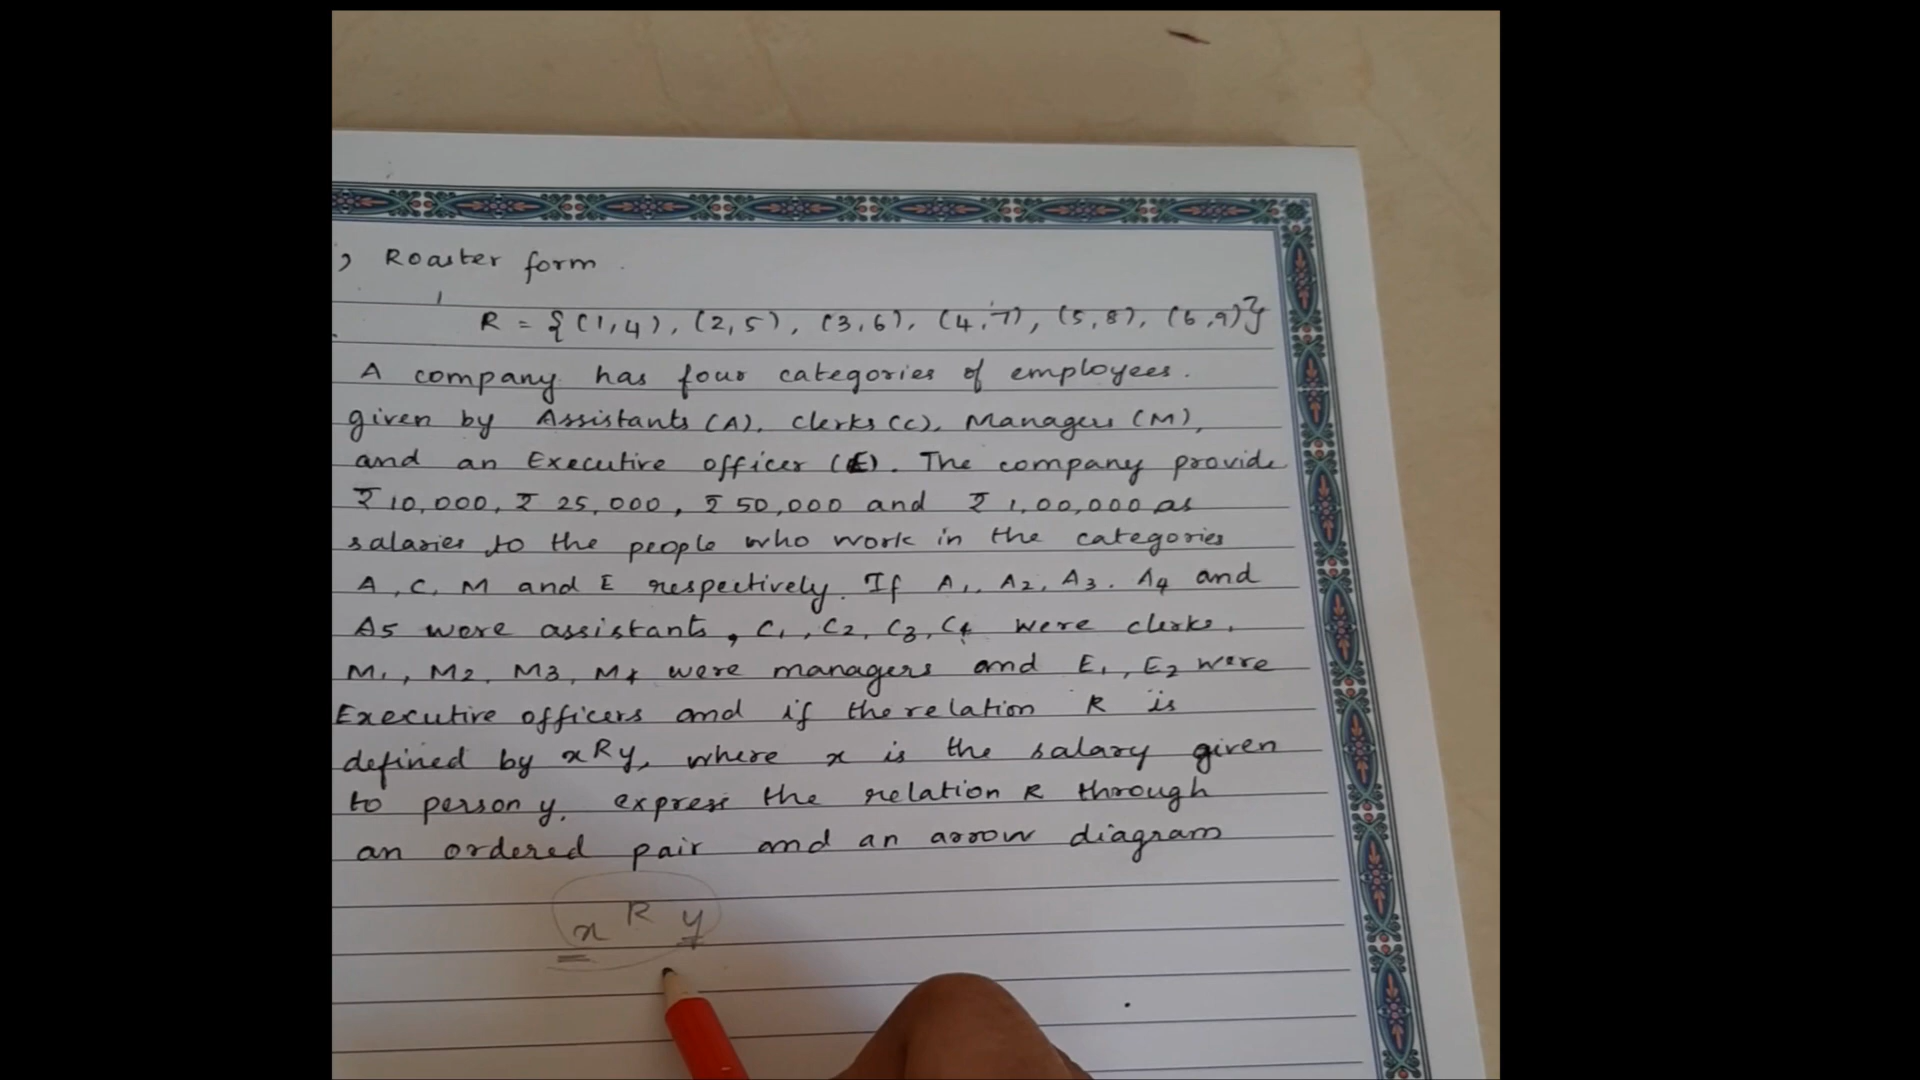 , Roaster form.
R = {(1,4), (2,5), (3,6), (4,7), (5,8), (6,9)}
A company has four categories of employees.
given by Assistants (A), Clerks (C), Managers (M),
and an Executive officer (E). The company provide
₹ 10,000, ₹ 25,000, ₹ 50,000 and ₹ 1,00,000 as
salaries to the people who work in the categories
A, C, M and E respectively. If A1, A2, A3, A4 and
A5 were assistants, C1, C2, C3, C4 were clerks,
M1, M2, M3, M4 were managers and E1, E2 were
Executive officers and if the relation R is
defined by xRy, where x is the salary given
to person y, express the relation R through
an ordered pair and an arrow diagram
x R y